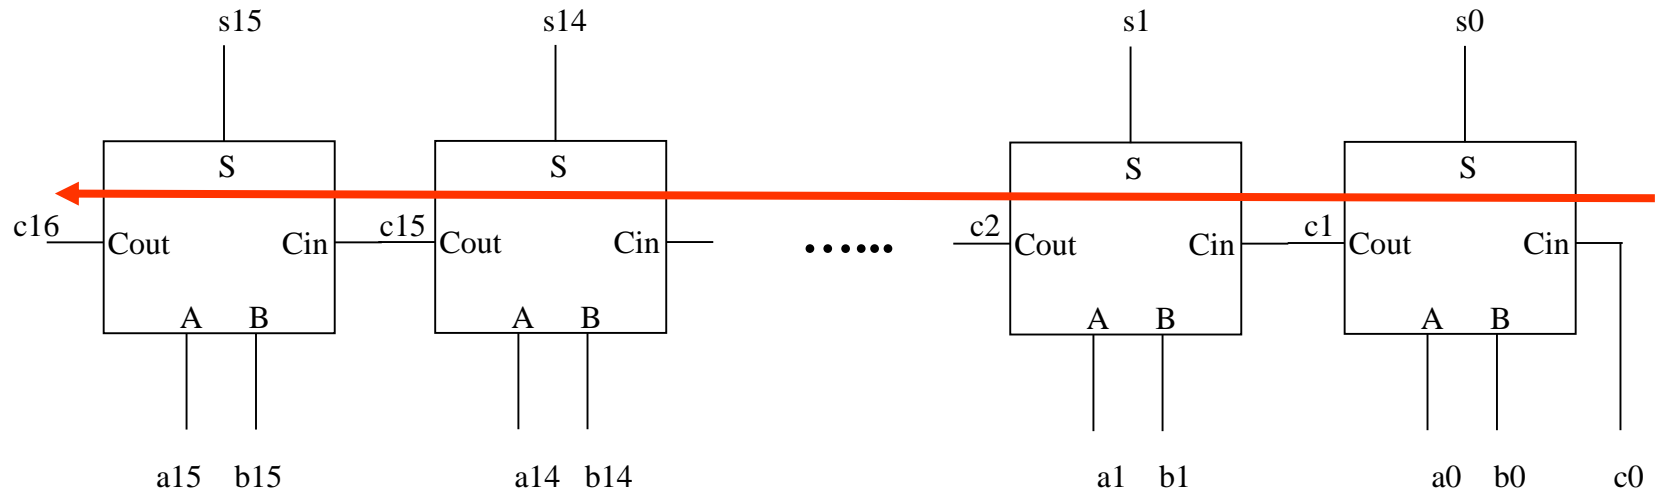 s15 s14 s1 s0
S S S S
c16 c15 c2 c1
Cout Cin Cout Cin ...... Cout Cin Cout Cin
A B A B A B A B
a15 b15 a14 b14 a1 b1 a0 b0 c0